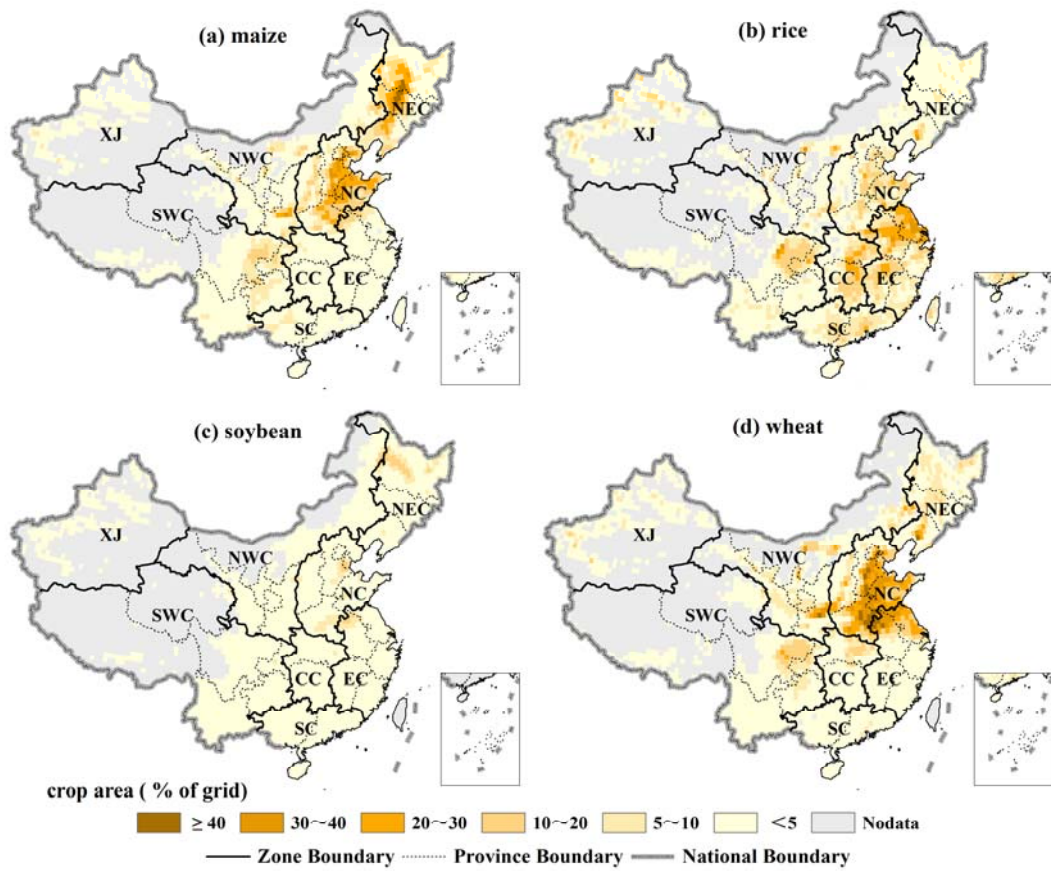 (a) maize
(b) rice
XJ
NWC
NEC
NC
SWC
CC
EC
SC
XJ
NWC
NEC
NC
SWC
CC
EC
SC
(c) soybean
(d) wheat
XJ
NWC
NEC
NC
SWC
CC
EC
SC
XJ
NWC
NEC
NC
SWC
CC
EC
SC
crop area ( % of grid)
≥ 40 30~40 20~30 10~20 5~10 <5 Nodata
Zone Boundary Province Boundary National Boundary